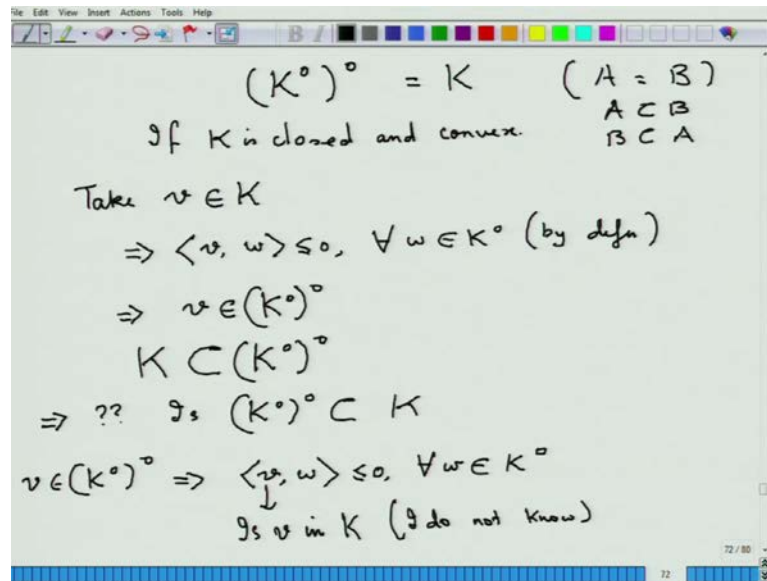 File Edit View Insert Actions Tools Help
(K°)° = K (A = B)
A ⊂ B
If K is closed and convex. B ⊂ A
Take v ∈ K
⇒ ⟨v, w⟩ ≤ 0, ∀ w ∈ K° (by defn)
⇒ v ∈ (K°)°
K ⊂ (K°)°
⇒ ?? Is (K°)° ⊂ K
v ∈ (K°)° ⇒ ⟨v, w⟩ ≤ 0, ∀ w ∈ K°
↓
Is v in K (I do not know)
72 / 80
72